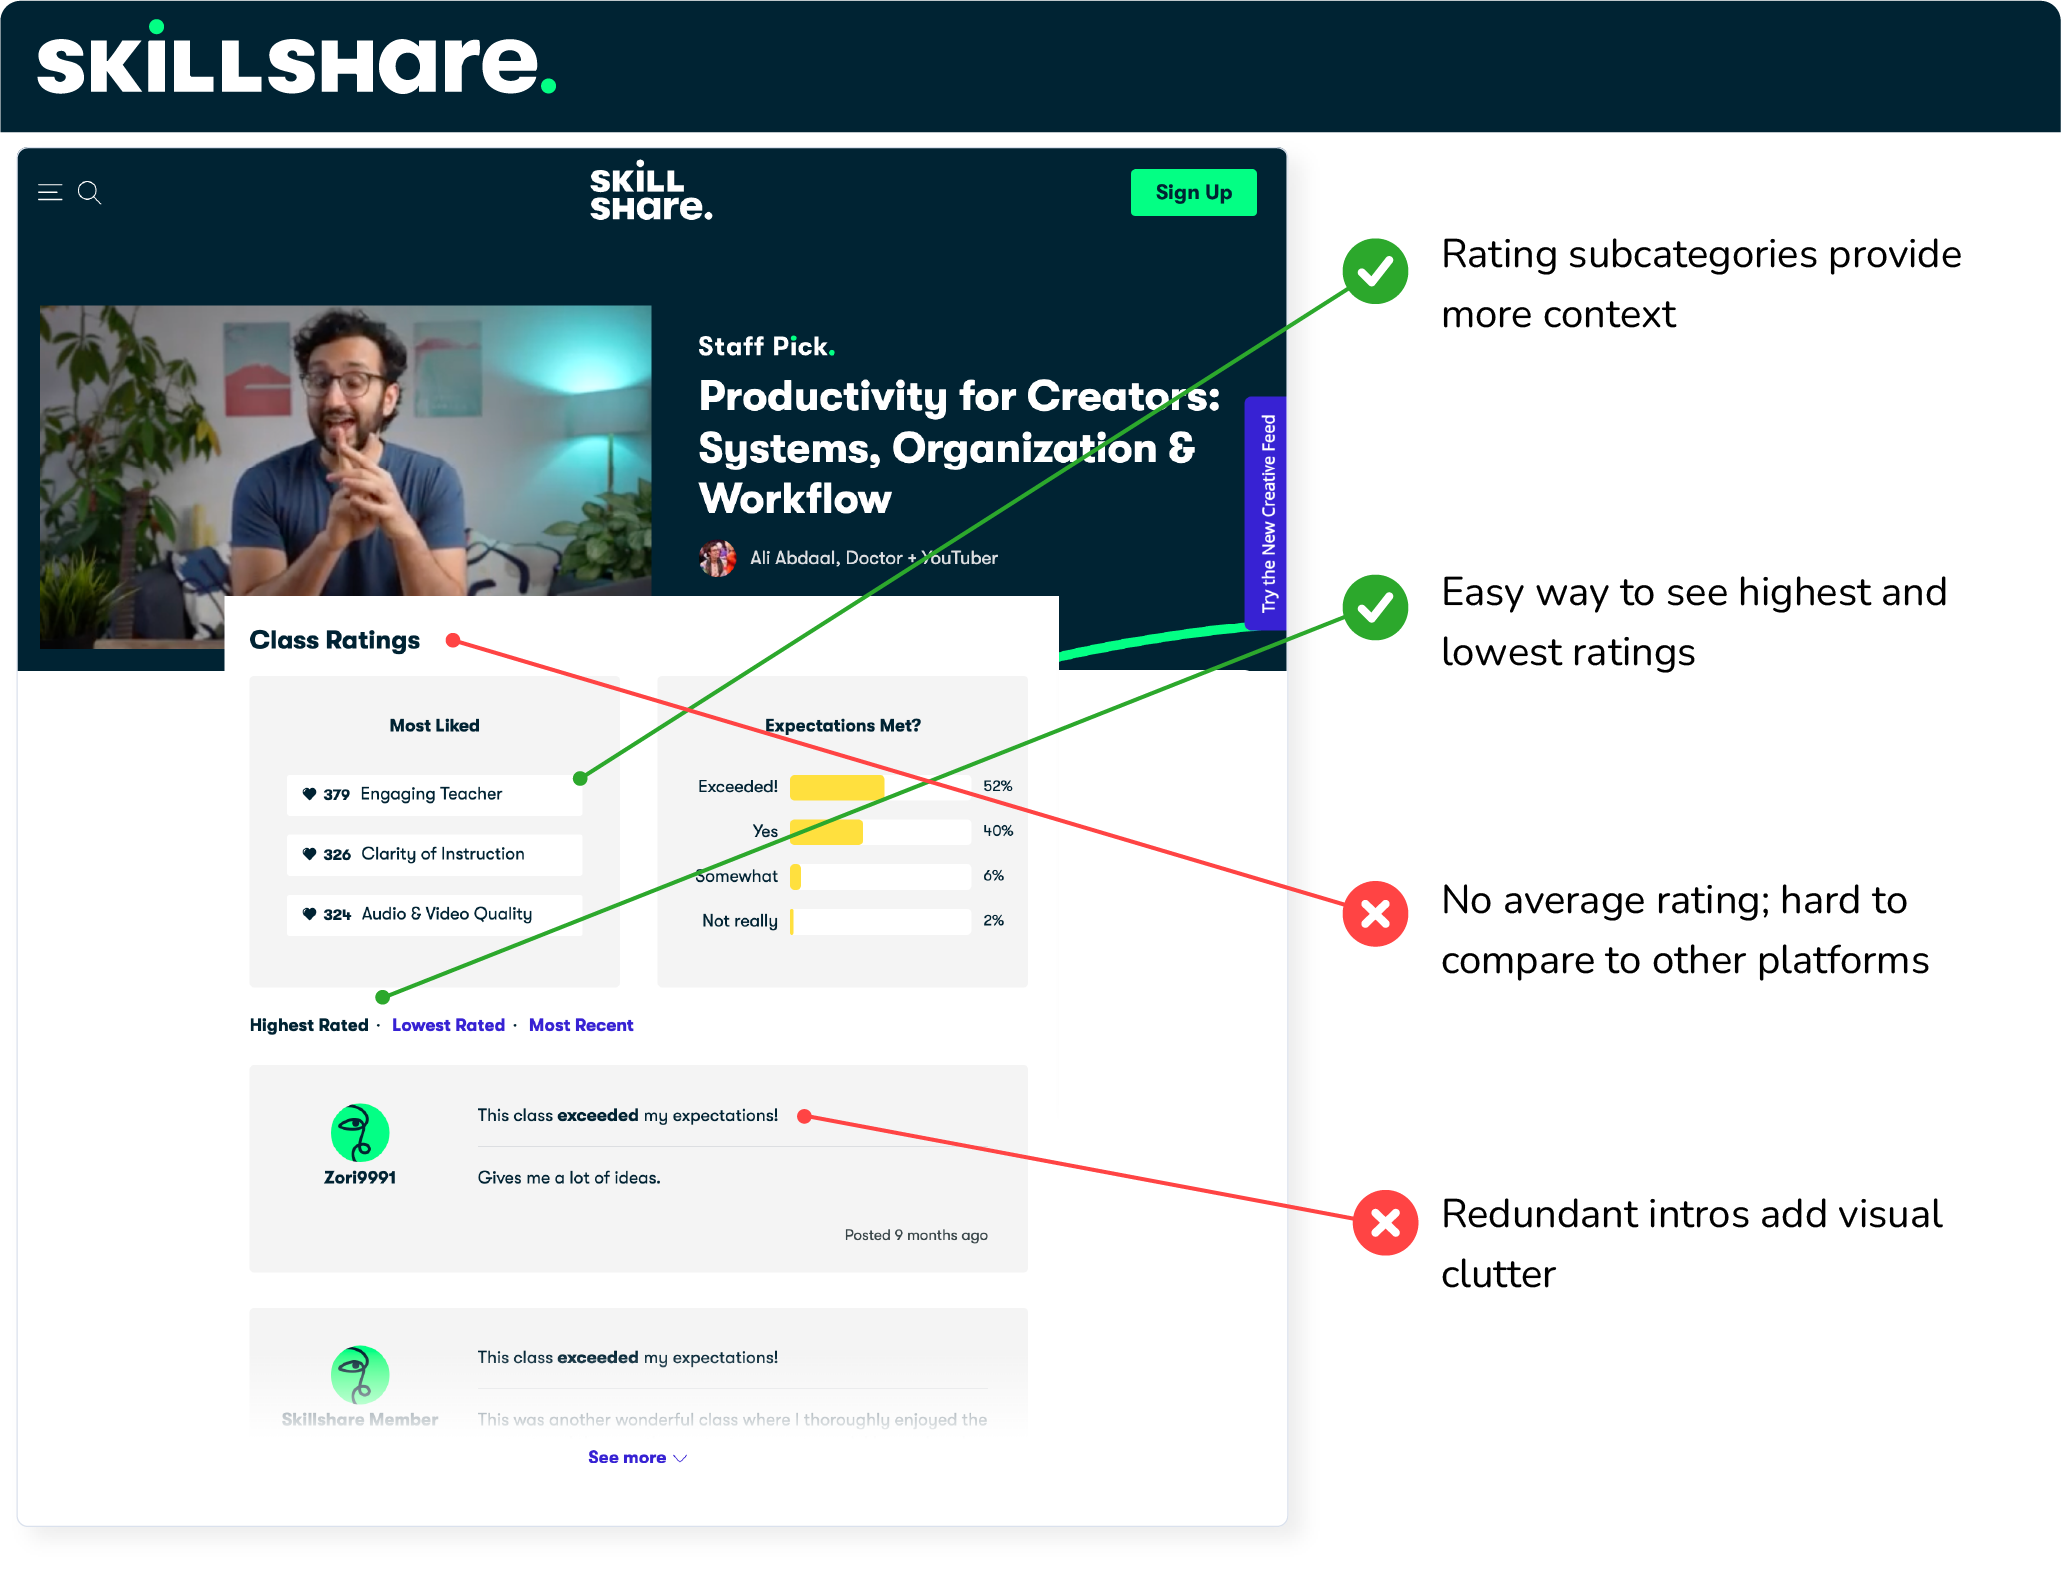 SKILLSHare.
SKILL
SHare.
Sign Up
Staff Pick.
Productivity for Creators:
Systems, Organization &
Workflow
Ali Abdaal, Doctor + YouTuber
Try the New Creative Feed
Class Ratings
Most Liked
379 Engaging Teacher
326 Clarity of Instruction
324 Audio & Video Quality
Expectations Met?
Exceeded! 52%
Yes 40%
Somewhat 6%
Not really 2%
Highest Rated · Lowest Rated · Most Recent
Zori9991
This class exceeded my expectations!
Gives me a lot of ideas.
Posted 9 months ago
Skillshare Member
This class exceeded my expectations!
This was another wonderful class where I thoroughly enjoyed the
See more
Rating subcategories provide
more context
Easy way to see highest and
lowest ratings
No average rating; hard to
compare to other platforms
Redundant intros add visual
clutter